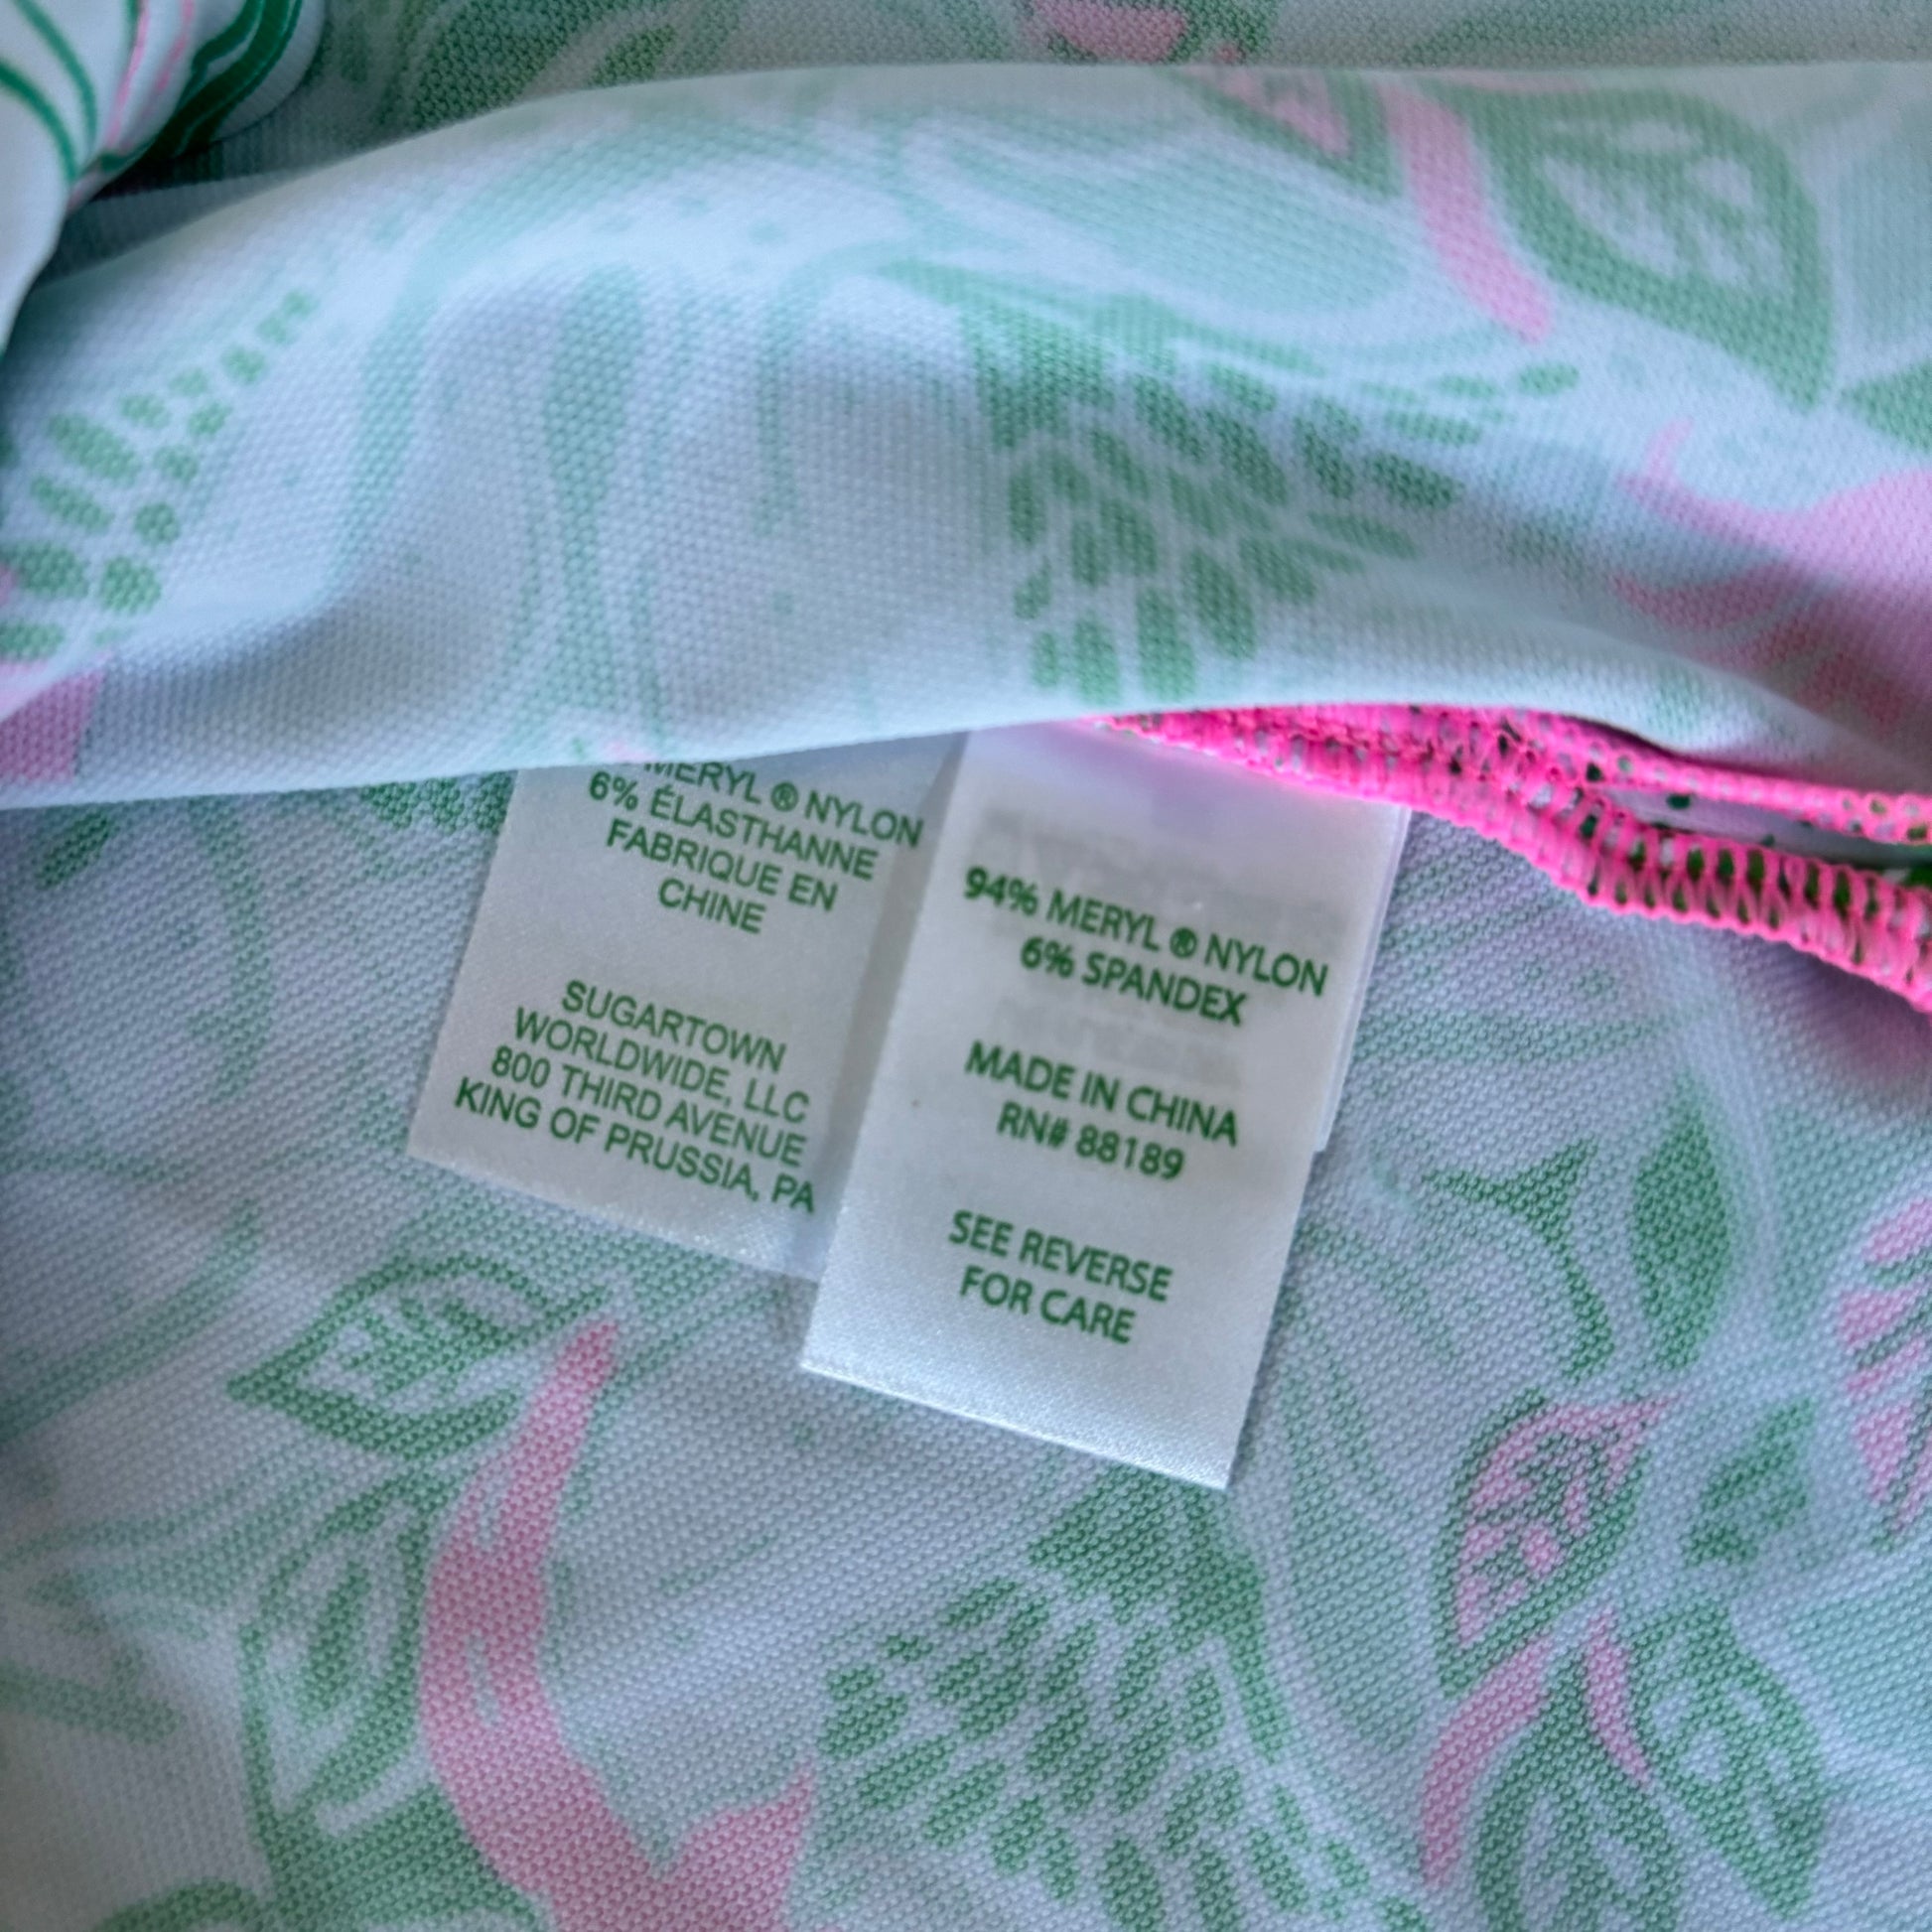 MERYL ® NYLON
6% ÉLASTHANNE
FABRIQUE EN
CHINE
SUGARTOWN
WORLDWIDE, LLC
800 THIRD AVENUE
KING OF PRUSSIA, PA
94% MERYL ® NYLON
6% SPANDEX
MADE IN CHINA
RN# 88189
SEE REVERSE
FOR CARE